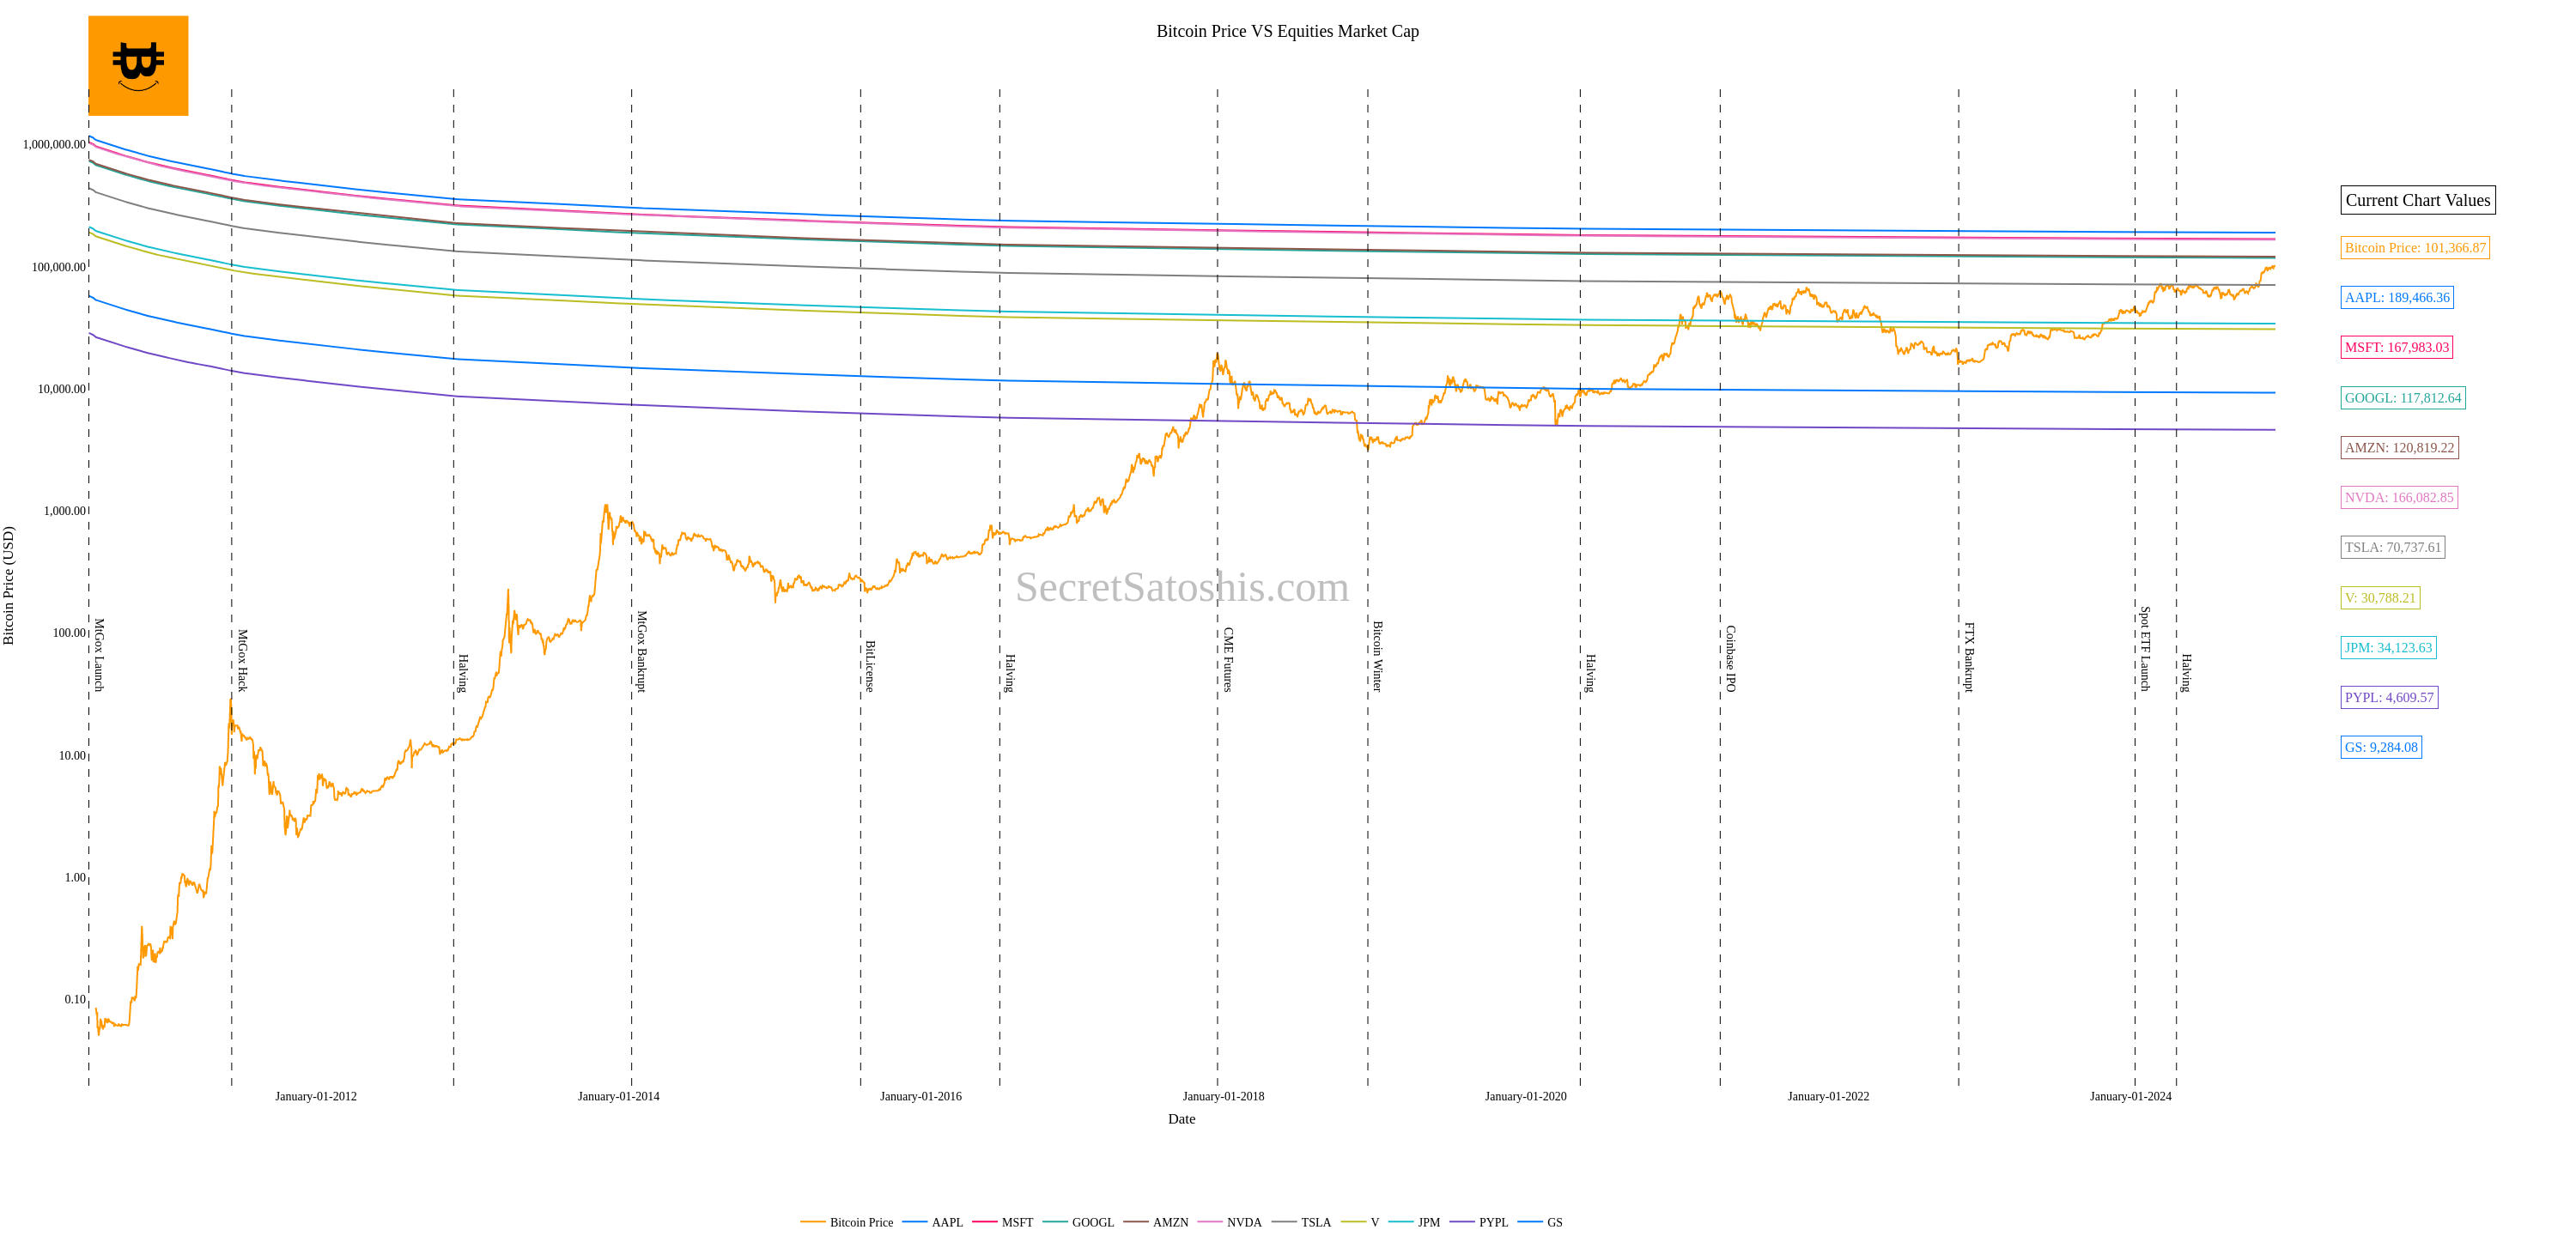 Bitcoin Price VS Equities Market Cap
1,000,000.00
100,000.00
10,000.00
1,000.00
100.00
10.00
1.00
0.10
Bitcoin Price (USD)
MtGox Launch
MtGox Hack
Halving
MtGox Bankrupt
BitLicense
Halving
CME Futures
Bitcoin Winter
Halving
Coinbase IPO
FTX Bankrupt
Spot ETF Launch
Halving
SecretSatoshis.com
Current Chart Values
Bitcoin Price: 101,366.87
AAPL: 189,466.36
MSFT: 167,983.03
GOOGL: 117,812.64
AMZN: 120,819.22
NVDA: 166,082.85
TSLA: 70,737.61
V: 30,788.21
JPM: 34,123.63
PYPL: 4,609.57
GS: 9,284.08
January-01-2012
January-01-2014
January-01-2016
January-01-2018
January-01-2020
January-01-2022
January-01-2024
Date
Bitcoin Price
AAPL
MSFT
GOOGL
AMZN
NVDA
TSLA
V
JPM
PYPL
GS